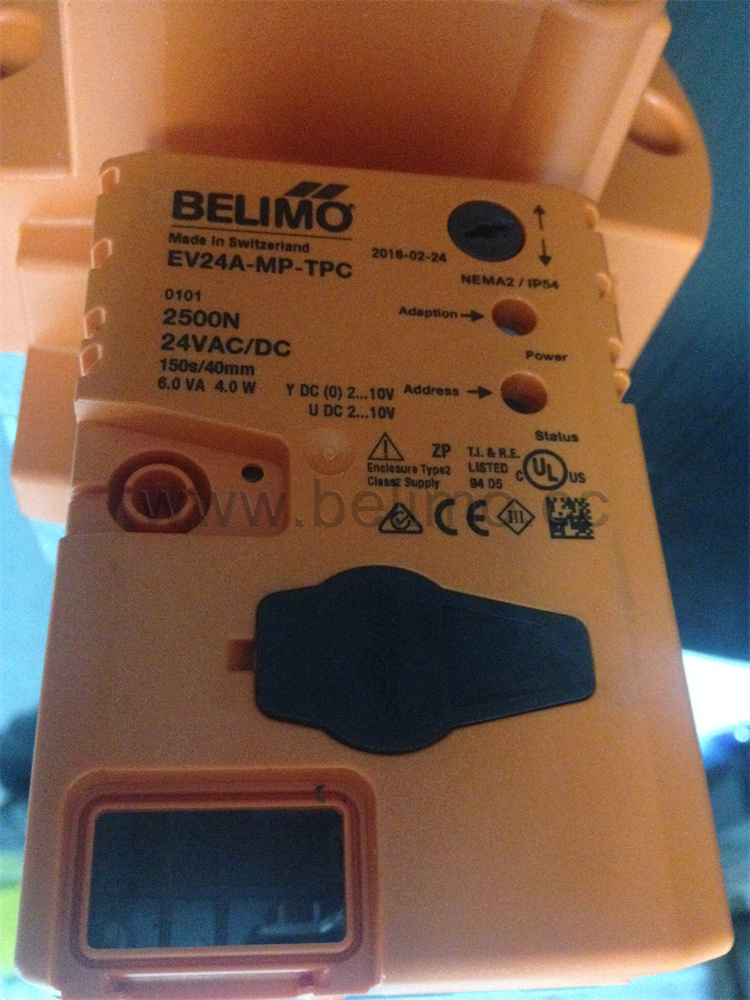 BELIMO®
Made in Switzerland
EV24A-MP-TPC
2016-02-24
NEMA2 / IP54
0101
2500N
24VAC/DC
150s/40mm
6.0 VA 4.0 W
Y DC (0) 2...10V
U DC 2...10V
Adaption
Power
Address
Status
Enclosure Type2
Class2 Supply
ZP
T.I. & R.E.
LISTED
94 D5
C UL US
CE
www.belimo.cc